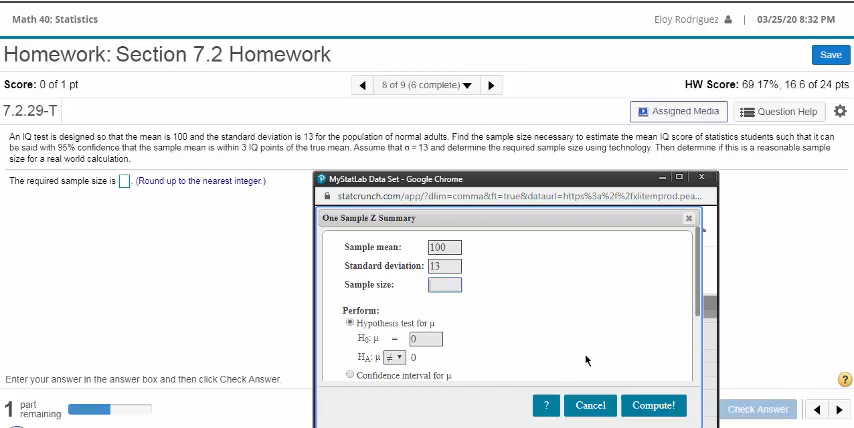 Math 40: Statistics
Eloy Rodriguez | 03/25/20 8:32 PM
Homework: Section 7.2 Homework
Save
Score: 0 of 1 pt
8 of 9 (6 complete)
HW Score: 69.17%, 16.6 of 24 pts
7.2.29-T
Assigned Media
Question Help
An IQ test is designed so that the mean is 100 and the standard deviation is 13 for the population of normal adults. Find the sample size necessary to estimate the mean IQ score of statistics students such that it can
be said with 95% confidence that the sample mean is within 3 IQ points of the true mean. Assume that σ = 13 and determine the required sample size using technology. Then determine if this is a reasonable sample
size for a real world calculation.
The required sample size is . (Round up to the nearest integer.)
MyStatLab Data Set - Google Chrome
statcrunch.com/app/?dlim=comma&ft=true&dataurl=https%3a%2f%2fxlitemprod.pea...
One Sample Z Summary
Sample mean: 100
Standard deviation: 13
Sample size:
Perform:
Hypothesis test for μ
H0: μ = 0
HA: μ ≠ 0
Confidence interval for μ
? Cancel Compute!
Enter your answer in the answer box and then click Check Answer.
?
1 part
remaining
Check Answer